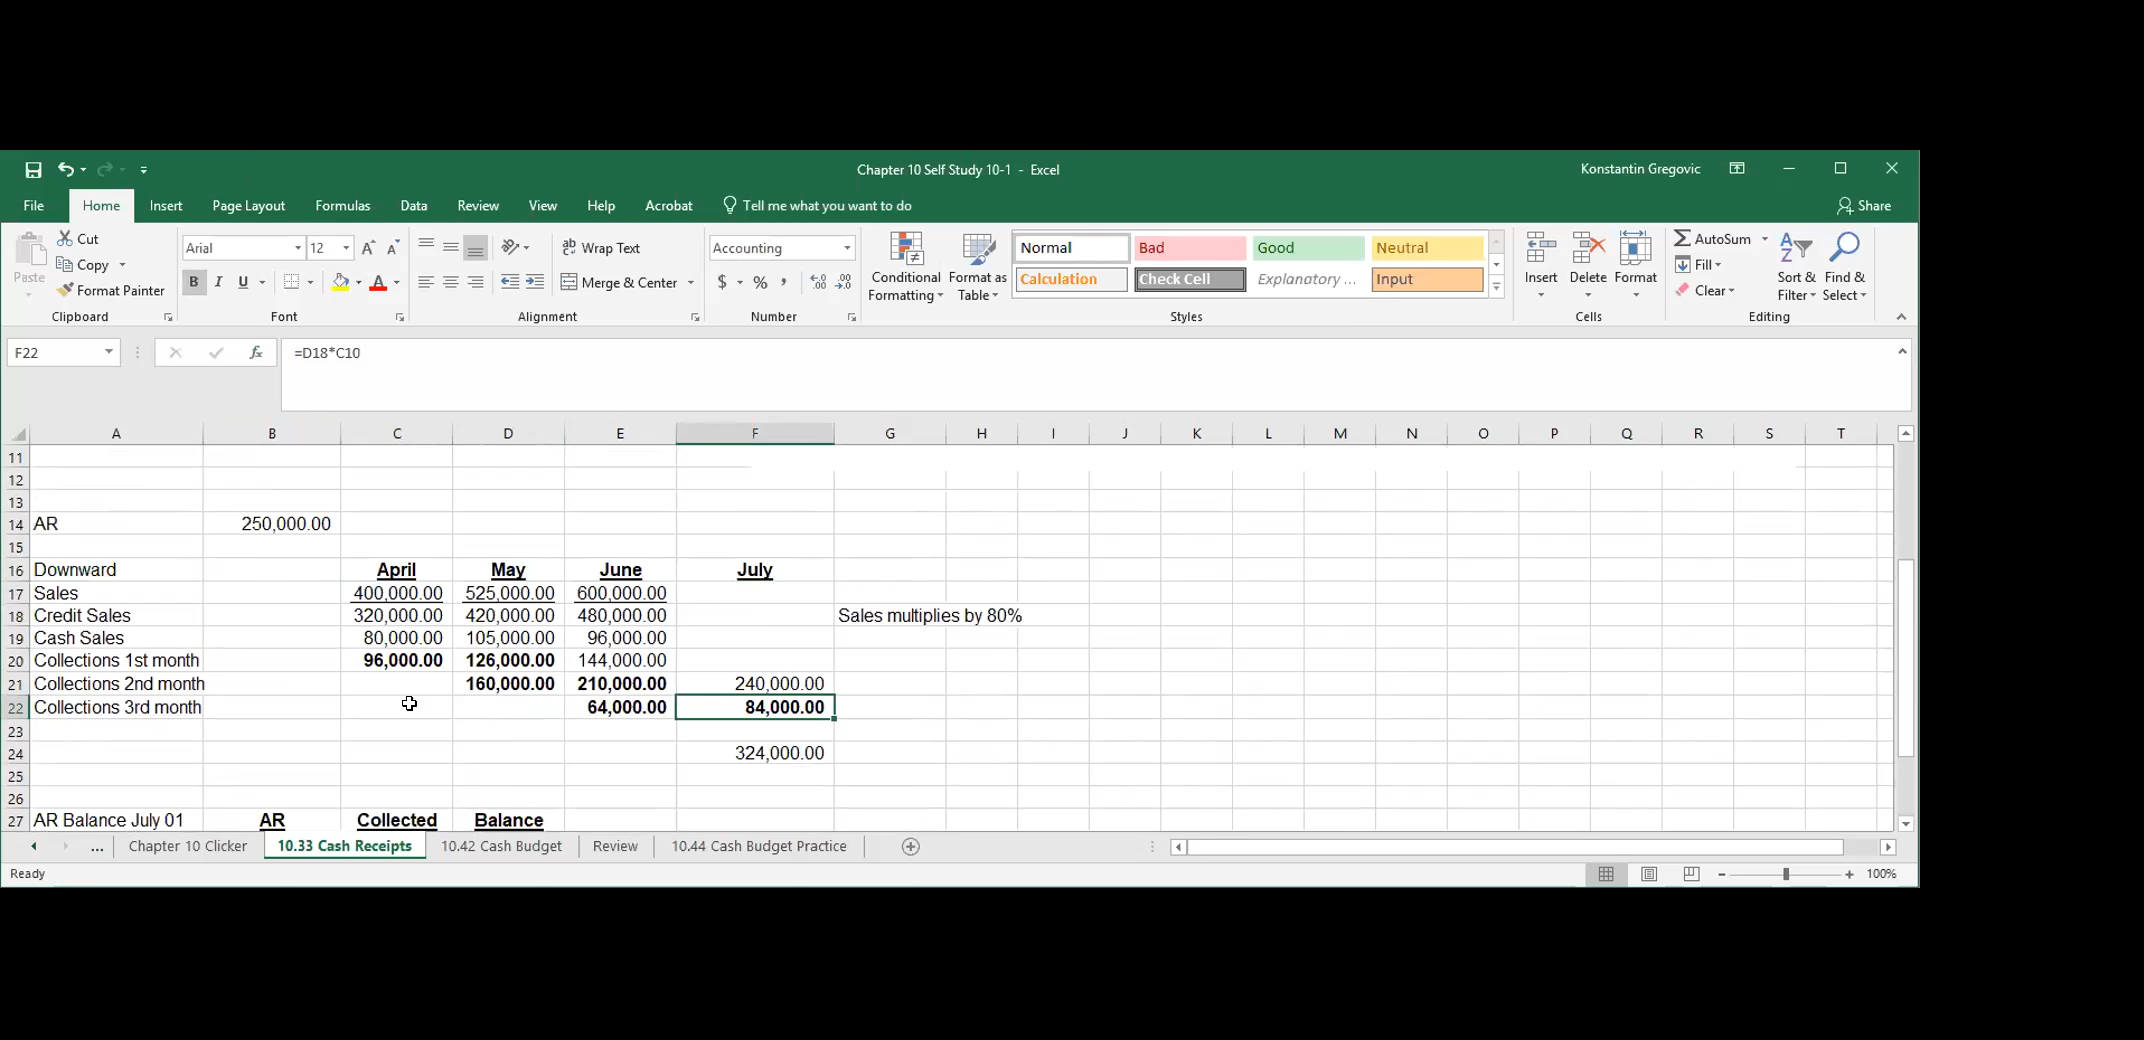 Chapter 10 Self Study 10-1 - Excel
Konstantin Gregovic
File Home Insert Page Layout Formulas Data Review View Help Acrobat Tell me what you want to do Share
Paste
Cut
Copy
Format Painter
Clipboard
Arial 12
B I U
Font
Wrap Text
Merge & Center
Alignment
Accounting
$ % ,
Number
Conditional Formatting
Format as Table
Normal Bad Good Neutral
Calculation Check Cell Explanatory ... Input
Styles
Insert Delete Format
Cells
AutoSum
Fill
Clear
Sort & Filter
Find & Select
Editing
F22 fx =D18*C10
A B C D E F G H I J K L M N O P Q R S T
11
12
13
14 AR 250,000.00
15
16 Downward April May June July
17 Sales 400,000.00 525,000.00 600,000.00
18 Credit Sales 320,000.00 420,000.00 480,000.00 Sales multiplies by 80%
19 Cash Sales 80,000.00 105,000.00 96,000.00
20 Collections 1st month 96,000.00 126,000.00 144,000.00
21 Collections 2nd month 160,000.00 210,000.00 240,000.00
22 Collections 3rd month 64,000.00 84,000.00
23
24 324,000.00
25
26
27 AR Balance July 01 AR Collected Balance
... Chapter 10 Clicker 10.33 Cash Receipts 10.42 Cash Budget Review 10.44 Cash Budget Practice
Ready 100%